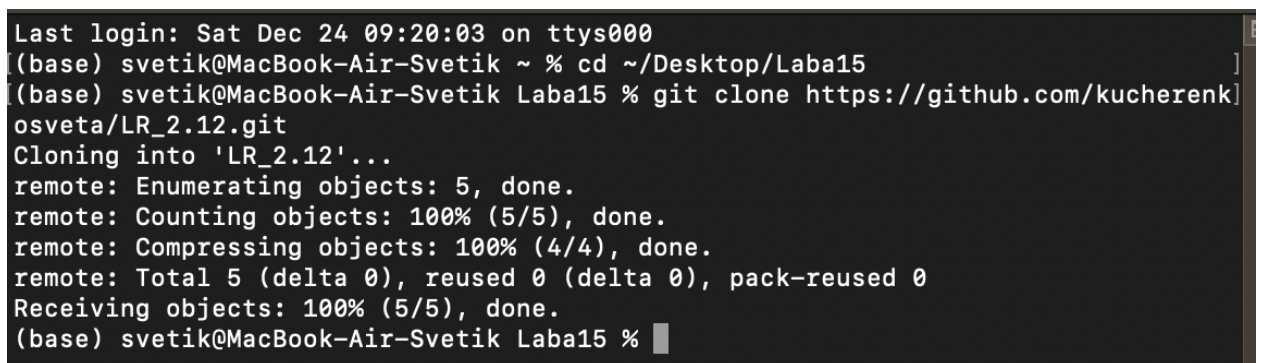 Last login: Sat Dec 24 09:20:03 on ttys000
[(base) svetik@MacBook-Air-Svetik ~ % cd ~/Desktop/Laba15 ]
[(base) svetik@MacBook-Air-Svetik Laba15 % git clone https://github.com/kucherenk]
osveta/LR_2.12.git
Cloning into 'LR_2.12'...
remote: Enumerating objects: 5, done.
remote: Counting objects: 100% (5/5), done.
remote: Compressing objects: 100% (4/4), done.
remote: Total 5 (delta 0), reused 0 (delta 0), pack-reused 0
Receiving objects: 100% (5/5), done.
(base) svetik@MacBook-Air-Svetik Laba15 %